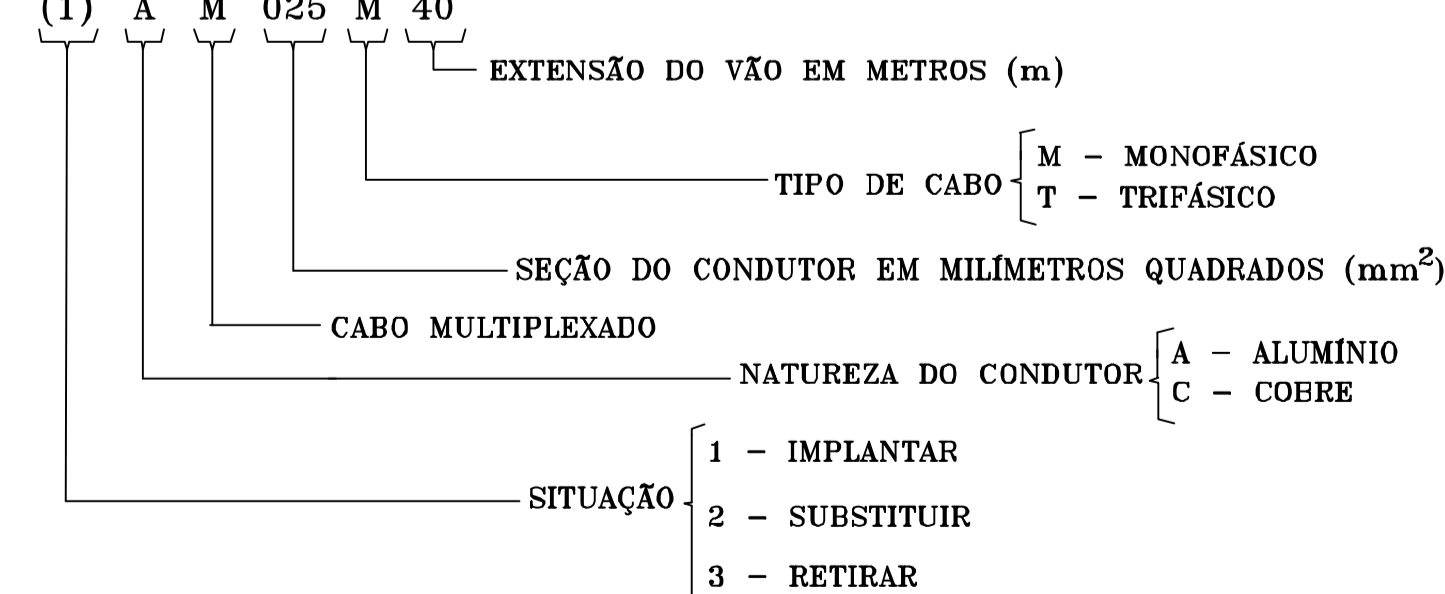 (1) A M 025 M 40
EXTENSÃO DO VÃO EM METROS (m)
M - MONOFÁSICO
TIPO DE CABO
T - TRIFÁSICO
SEÇÃO DO CONDUTOR EM MILÍMETROS QUADRADOS (mm²)
CABO MULTIPLEXADO
A - ALUMÍNIO
NATUREZA DO CONDUTOR
C - COBRE
1 - IMPLANTAR
SITUAÇÃO
2 - SUBSTITUIR
3 - RETIRAR